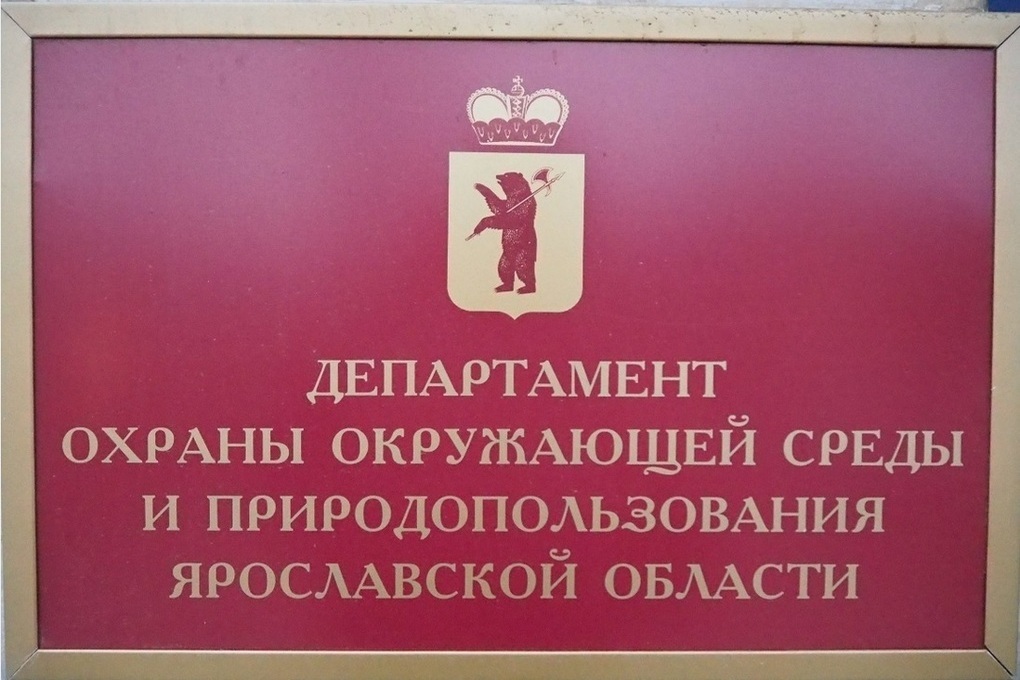 ДЕПАРТАМЕНТ
ОХРАНЫ ОКРУЖАЮЩЕЙ СРЕДЫ
И ПРИРОДОПОЛЬЗОВАНИЯ
ЯРОСЛАВСКОЙ ОБЛАСТИ